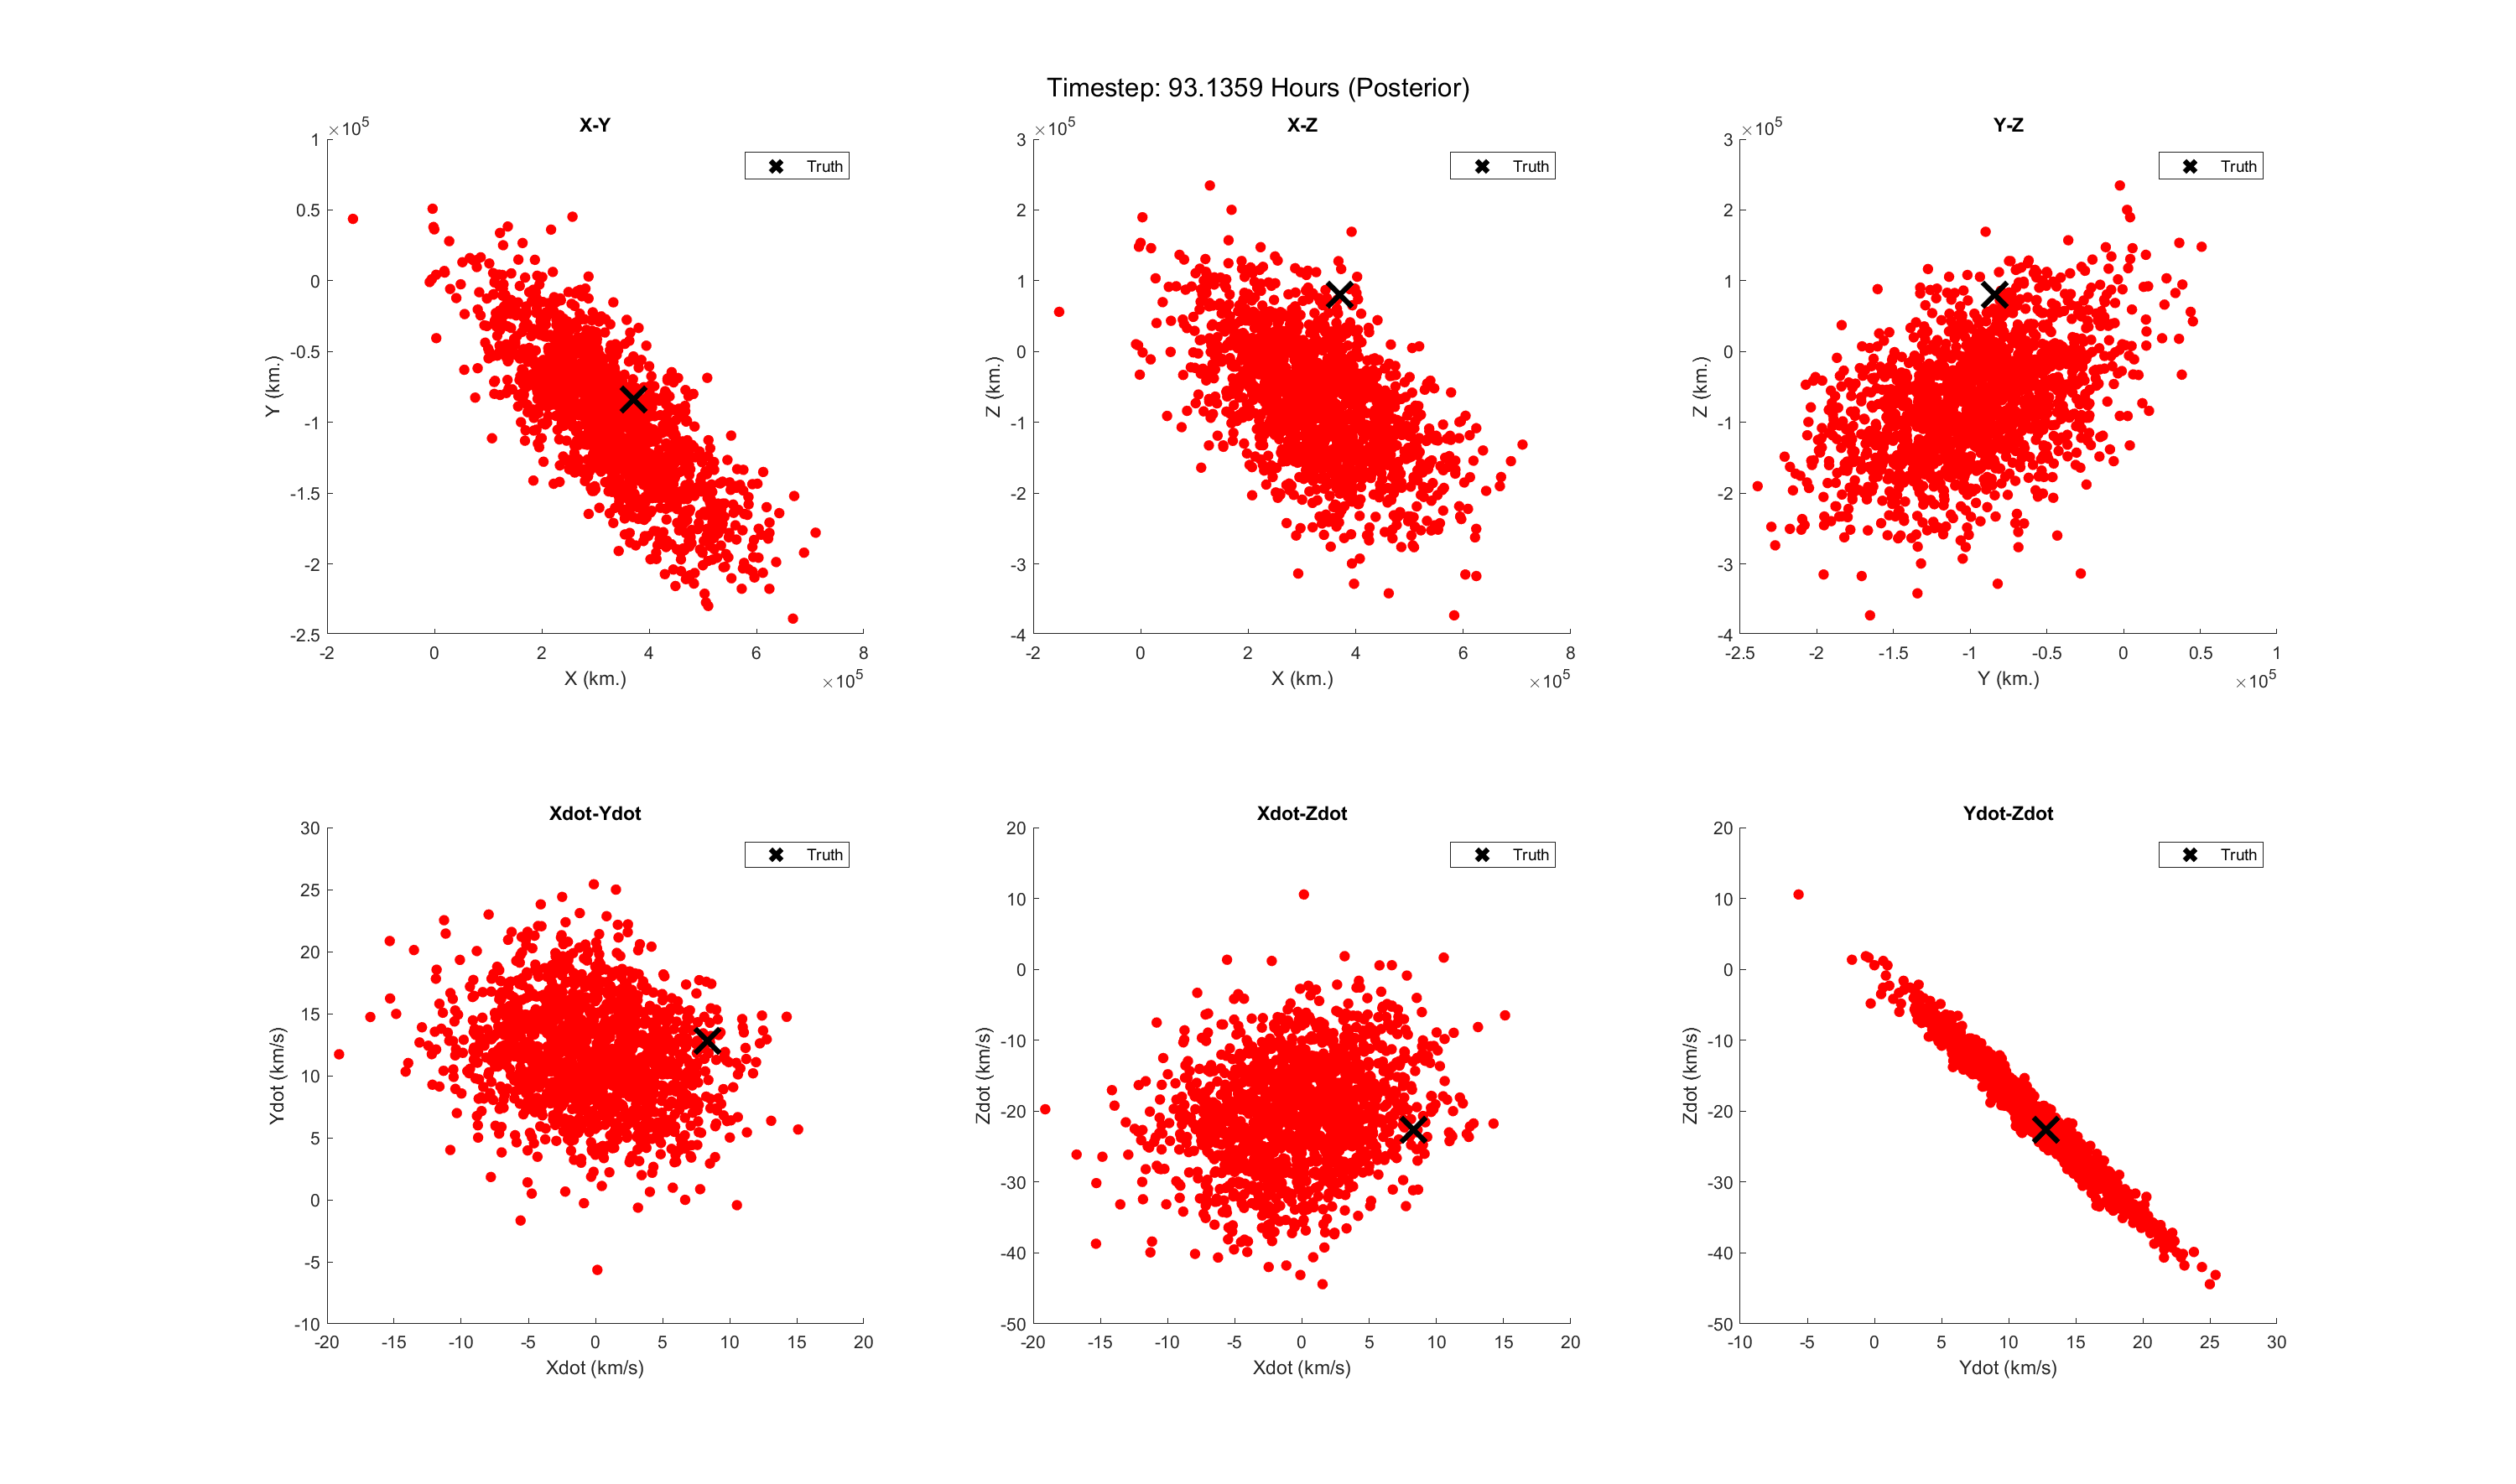 Timestep: 93.1359 Hours (Posterior)
X-Y
×10^5
Truth
1
0.5
0
-0.5
-1
-1.5
-2
-2.5
Y (km.)
-2 0 2 4 6 8
X (km.)
×10^5
X-Z
×10^5
Truth
3
2
1
0
-1
-2
-3
-4
Z (km.)
-2 0 2 4 6 8
X (km.)
×10^5
Y-Z
×10^5
Truth
3
2
1
0
-1
-2
-3
-4
Z (km.)
-2.5 -2 -1.5 -1 -0.5 0 0.5 1
Y (km.)
×10^5
Xdot-Ydot
Truth
30
25
20
15
10
5
0
-5
-10
Ydot (km/s)
-20 -15 -10 -5 0 5 10 15 20
Xdot (km/s)
Xdot-Zdot
Truth
20
10
0
-10
-20
-30
-40
-50
Zdot (km/s)
-20 -15 -10 -5 0 5 10 15 20
Xdot (km/s)
Ydot-Zdot
Truth
20
10
0
-10
-20
-30
-40
-50
Zdot (km/s)
-10 -5 0 5 10 15 20 25 30
Ydot (km/s)